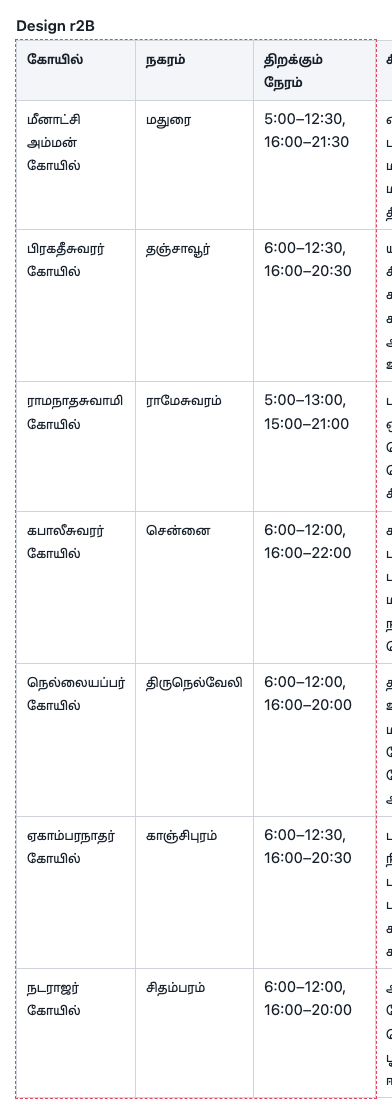 Design r2B
கோயில் நகரம் திறக்கும்
நேரம்
மீனாட்சி மதுரை 5:00–12:30,
அம்மன் 16:00–21:30
கோயில்
பிரகதீசுவரர் தஞ்சாவூர் 6:00–12:30,
கோயில் 16:00–20:30
ராமநாதசுவாமி ராமேசுவரம் 5:00–13:00,
கோயில் 15:00–21:00
கபாலீசுவரர் சென்னை 6:00–12:00,
கோயில் 16:00–22:00
நெல்லையப்பர் திருநெல்வேலி 6:00–12:00,
கோயில் 16:00–20:00
ஏகாம்பரநாதர் காஞ்சிபுரம் 6:00–12:30,
கோயில் 16:00–20:30
நடராஜர் சிதம்பரம் 6:00–12:00,
கோயில் 16:00–20:00